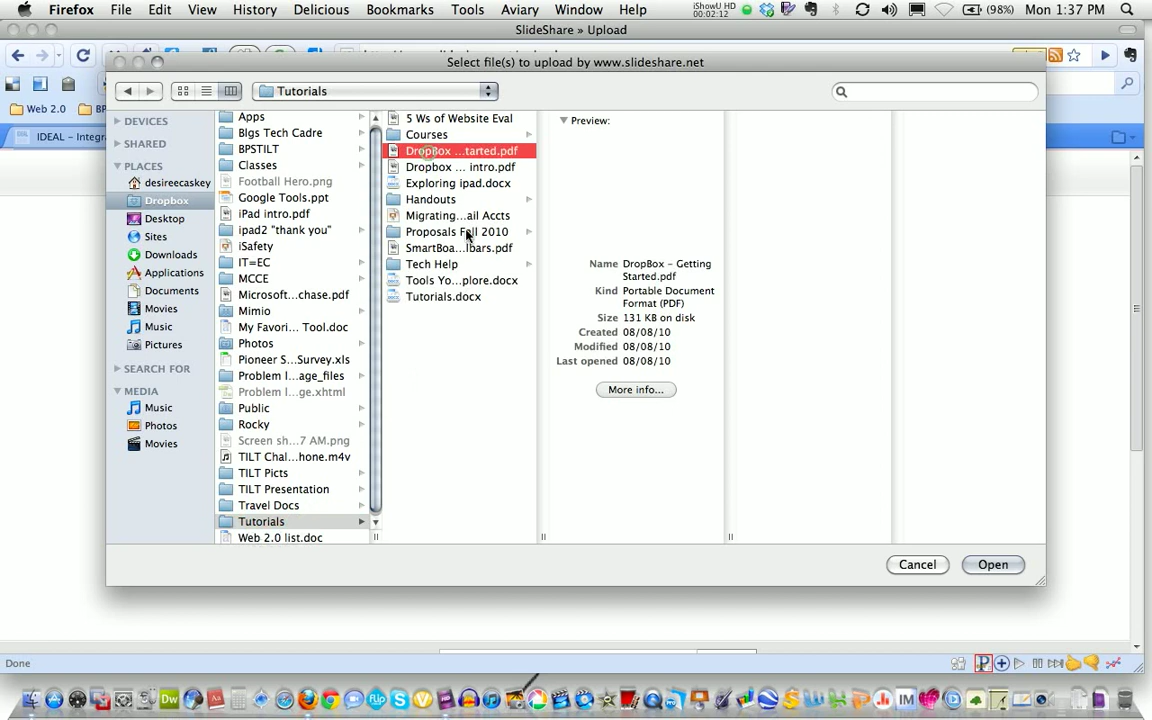 Firefox File Edit View History Delicious Bookmarks Tools Aviary Window Help iShowU HD 00:02:12 (98%) Mon 1:37 PM
SlideShare » Upload
Web 2.0
IDEAL – Integra
Select file(s) to upload by www.slideshare.net
Tutorials
DEVICES
SHARED
PLACES
desireecaskey
Dropbox
Desktop
Sites
Downloads
Applications
Documents
Movies
Music
Pictures
SEARCH FOR
MEDIA
Music
Photos
Movies
Apps
Blgs Tech Cadre
BPSTILT
Classes
Football Hero.png
Google Tools.ppt
iPad intro.pdf
ipad2 "thank you"
iSafety
IT=EC
MCCE
Microsoft...chase.pdf
Mimio
My Favori... Tool.doc
Photos
Pioneer S...Survey.xls
Problem l...age_files
Problem l...ge.xhtml
Public
Rocky
Screen sh...7 AM.png
TILT Chal...hone.m4v
TILT Picts
TILT Presentation
Travel Docs
Tutorials
Web 2.0 list.doc
5 Ws of Website Eval
Courses
DropBox ...tarted.pdf
Dropbox ... intro.pdf
Exploring ipad.docx
Handouts
Migrating...ail Accts
Proposals Fall 2010
SmartBoa...lbars.pdf
Tech Help
Tools Yo...plore.docx
Tutorials.docx
Preview:
Name DropBox – Getting
Started.pdf
Kind Portable Document
Format (PDF)
Size 131 KB on disk
Created 08/08/10
Modified 08/08/10
Last opened 08/08/10
More info...
Cancel Open
Done